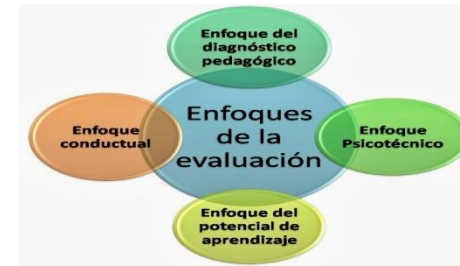 Enfoque del
diagnóstico
pedagógico
Enfoque
conductual
Enfoques
de la
evaluación
Enfoque
Psicotécnico
Enfoque del
potencial de
aprendizaje